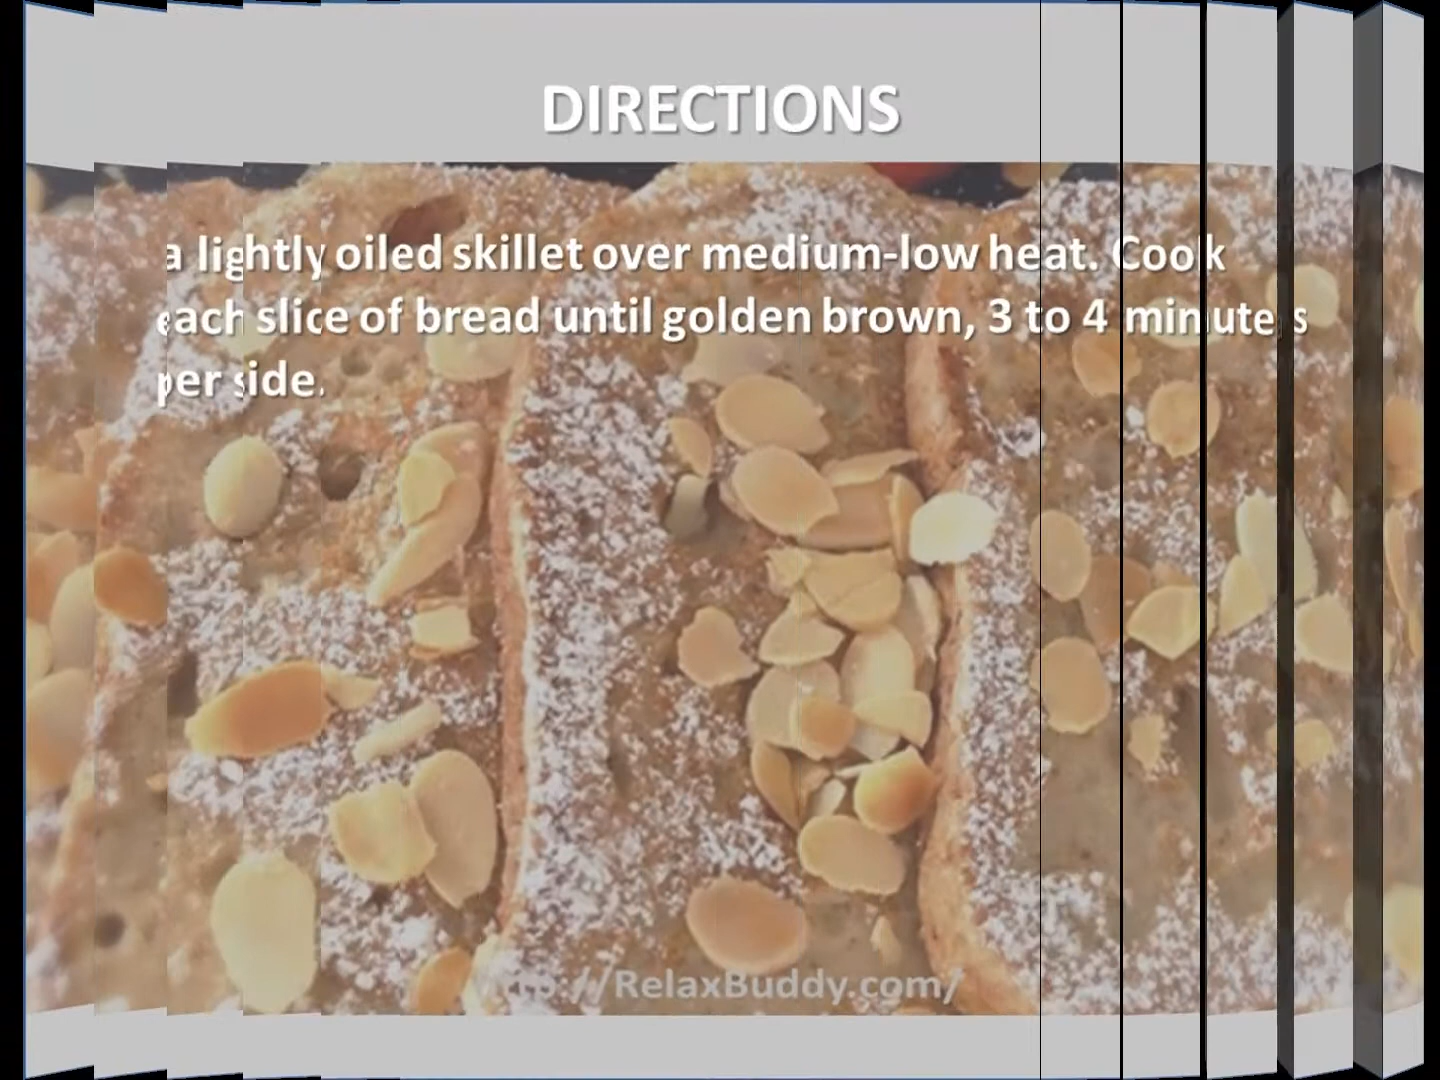 DIRECTIONS
a lightly oiled skillet over medium-low heat. Cook
each slice of bread until golden brown, 3 to 4 minutes
per side.
http://RelaxBuddy.com/